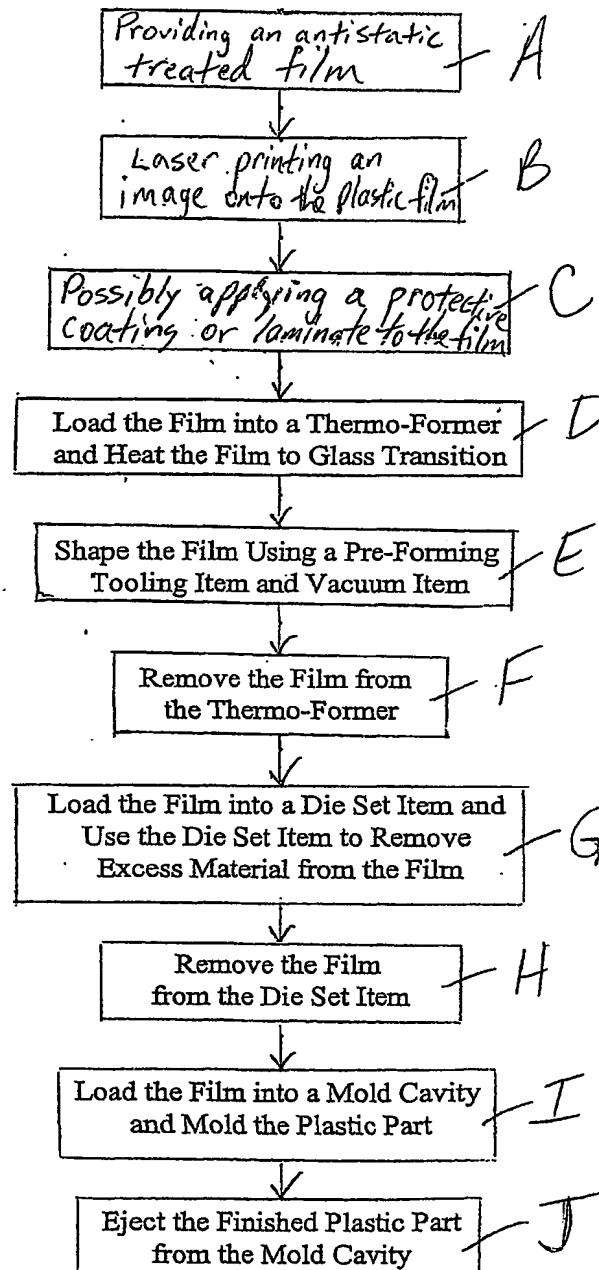 Providing an antistatic
treated film
A
Laser printing an
image onto the plastic film
B
Possibly applying a protective
coating or laminate to the film
C
Load the Film into a Thermo-Former
and Heat the Film to Glass Transition
D
Shape the Film Using a Pre-Forming
Tooling Item and Vacuum Item
E
Remove the Film from
the Thermo-Former
F
Load the Film into a Die Set Item and
Use the Die Set Item to Remove
Excess Material from the Film
G
Remove the Film
from the Die Set Item
H
Load the Film into a Mold Cavity
and Mold the Plastic Part
I
Eject the Finished Plastic Part
from the Mold Cavity
J